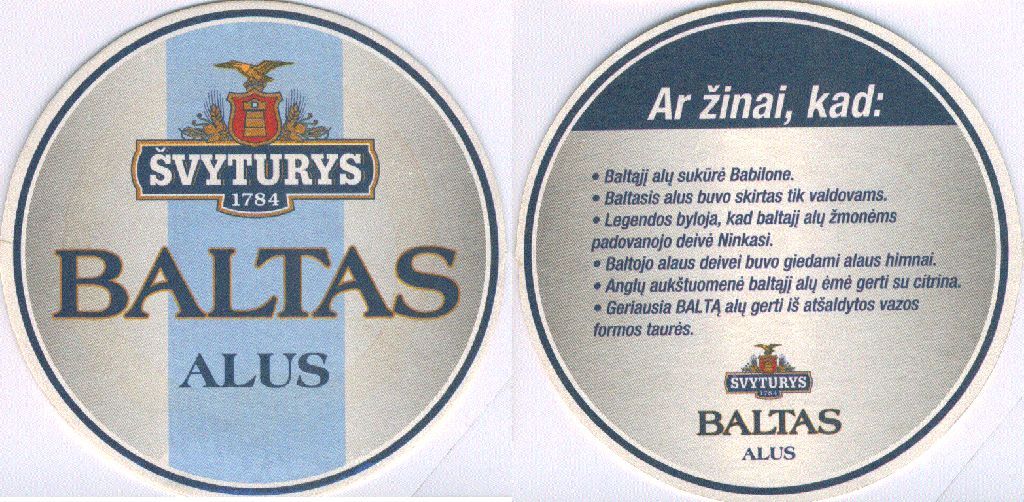 ŠVYTURYS
1784
BALTAS
ALUS
Ar žinai, kad:
• Baltąjį alų sukūrė Babilone.
• Baltasis alus buvo skirtas tik valdovams.
• Legendos byloja, kad baltąjį alų žmonėms
padovanojo deivė Ninkasi.
• Baltojo alaus deivei buvo giedami alaus himnai.
• Anglų aukštuomenė baltąjį alų ėmė gerti su citrina.
• Geriausia BALTĄ alų gerti iš atšaldytos vazos
formos taurės.
ŠVYTURYS
1784
BALTAS
ALUS